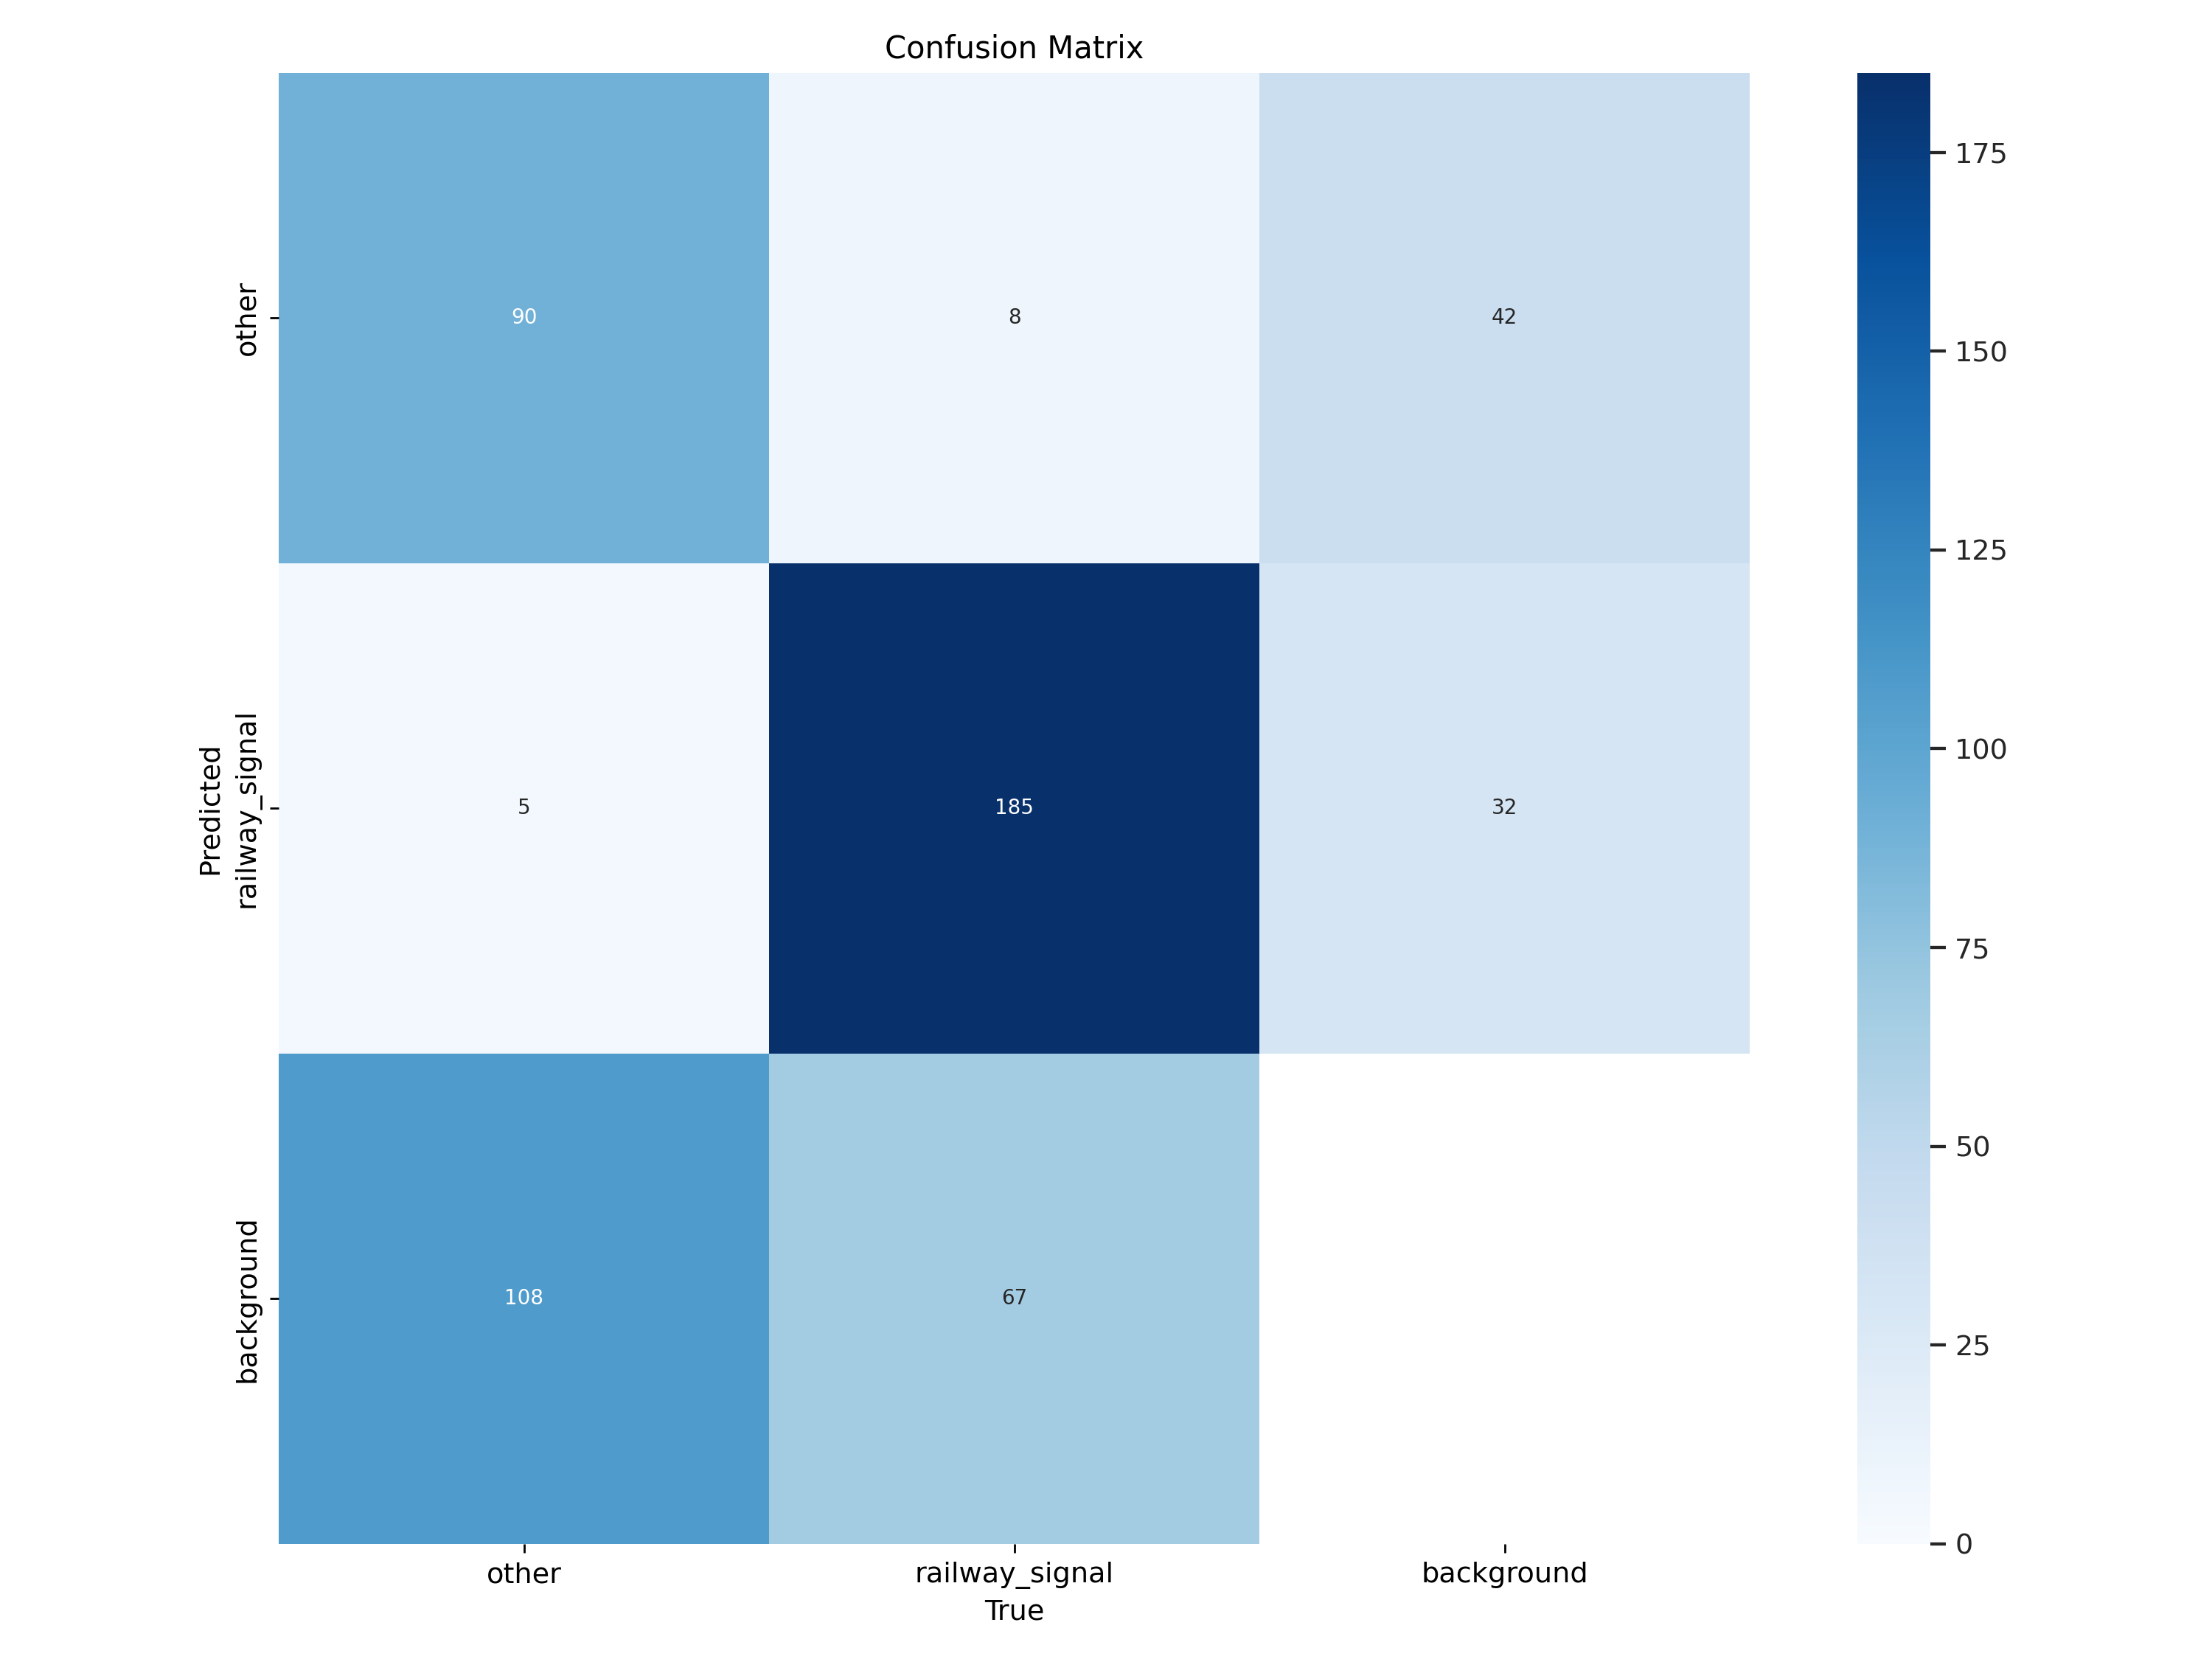 Confusion Matrix
other
90
8
42
Predicted
railway_signal
5
185
32
background
108
67
other
railway_signal
background
True
175
150
125
100
75
50
25
0